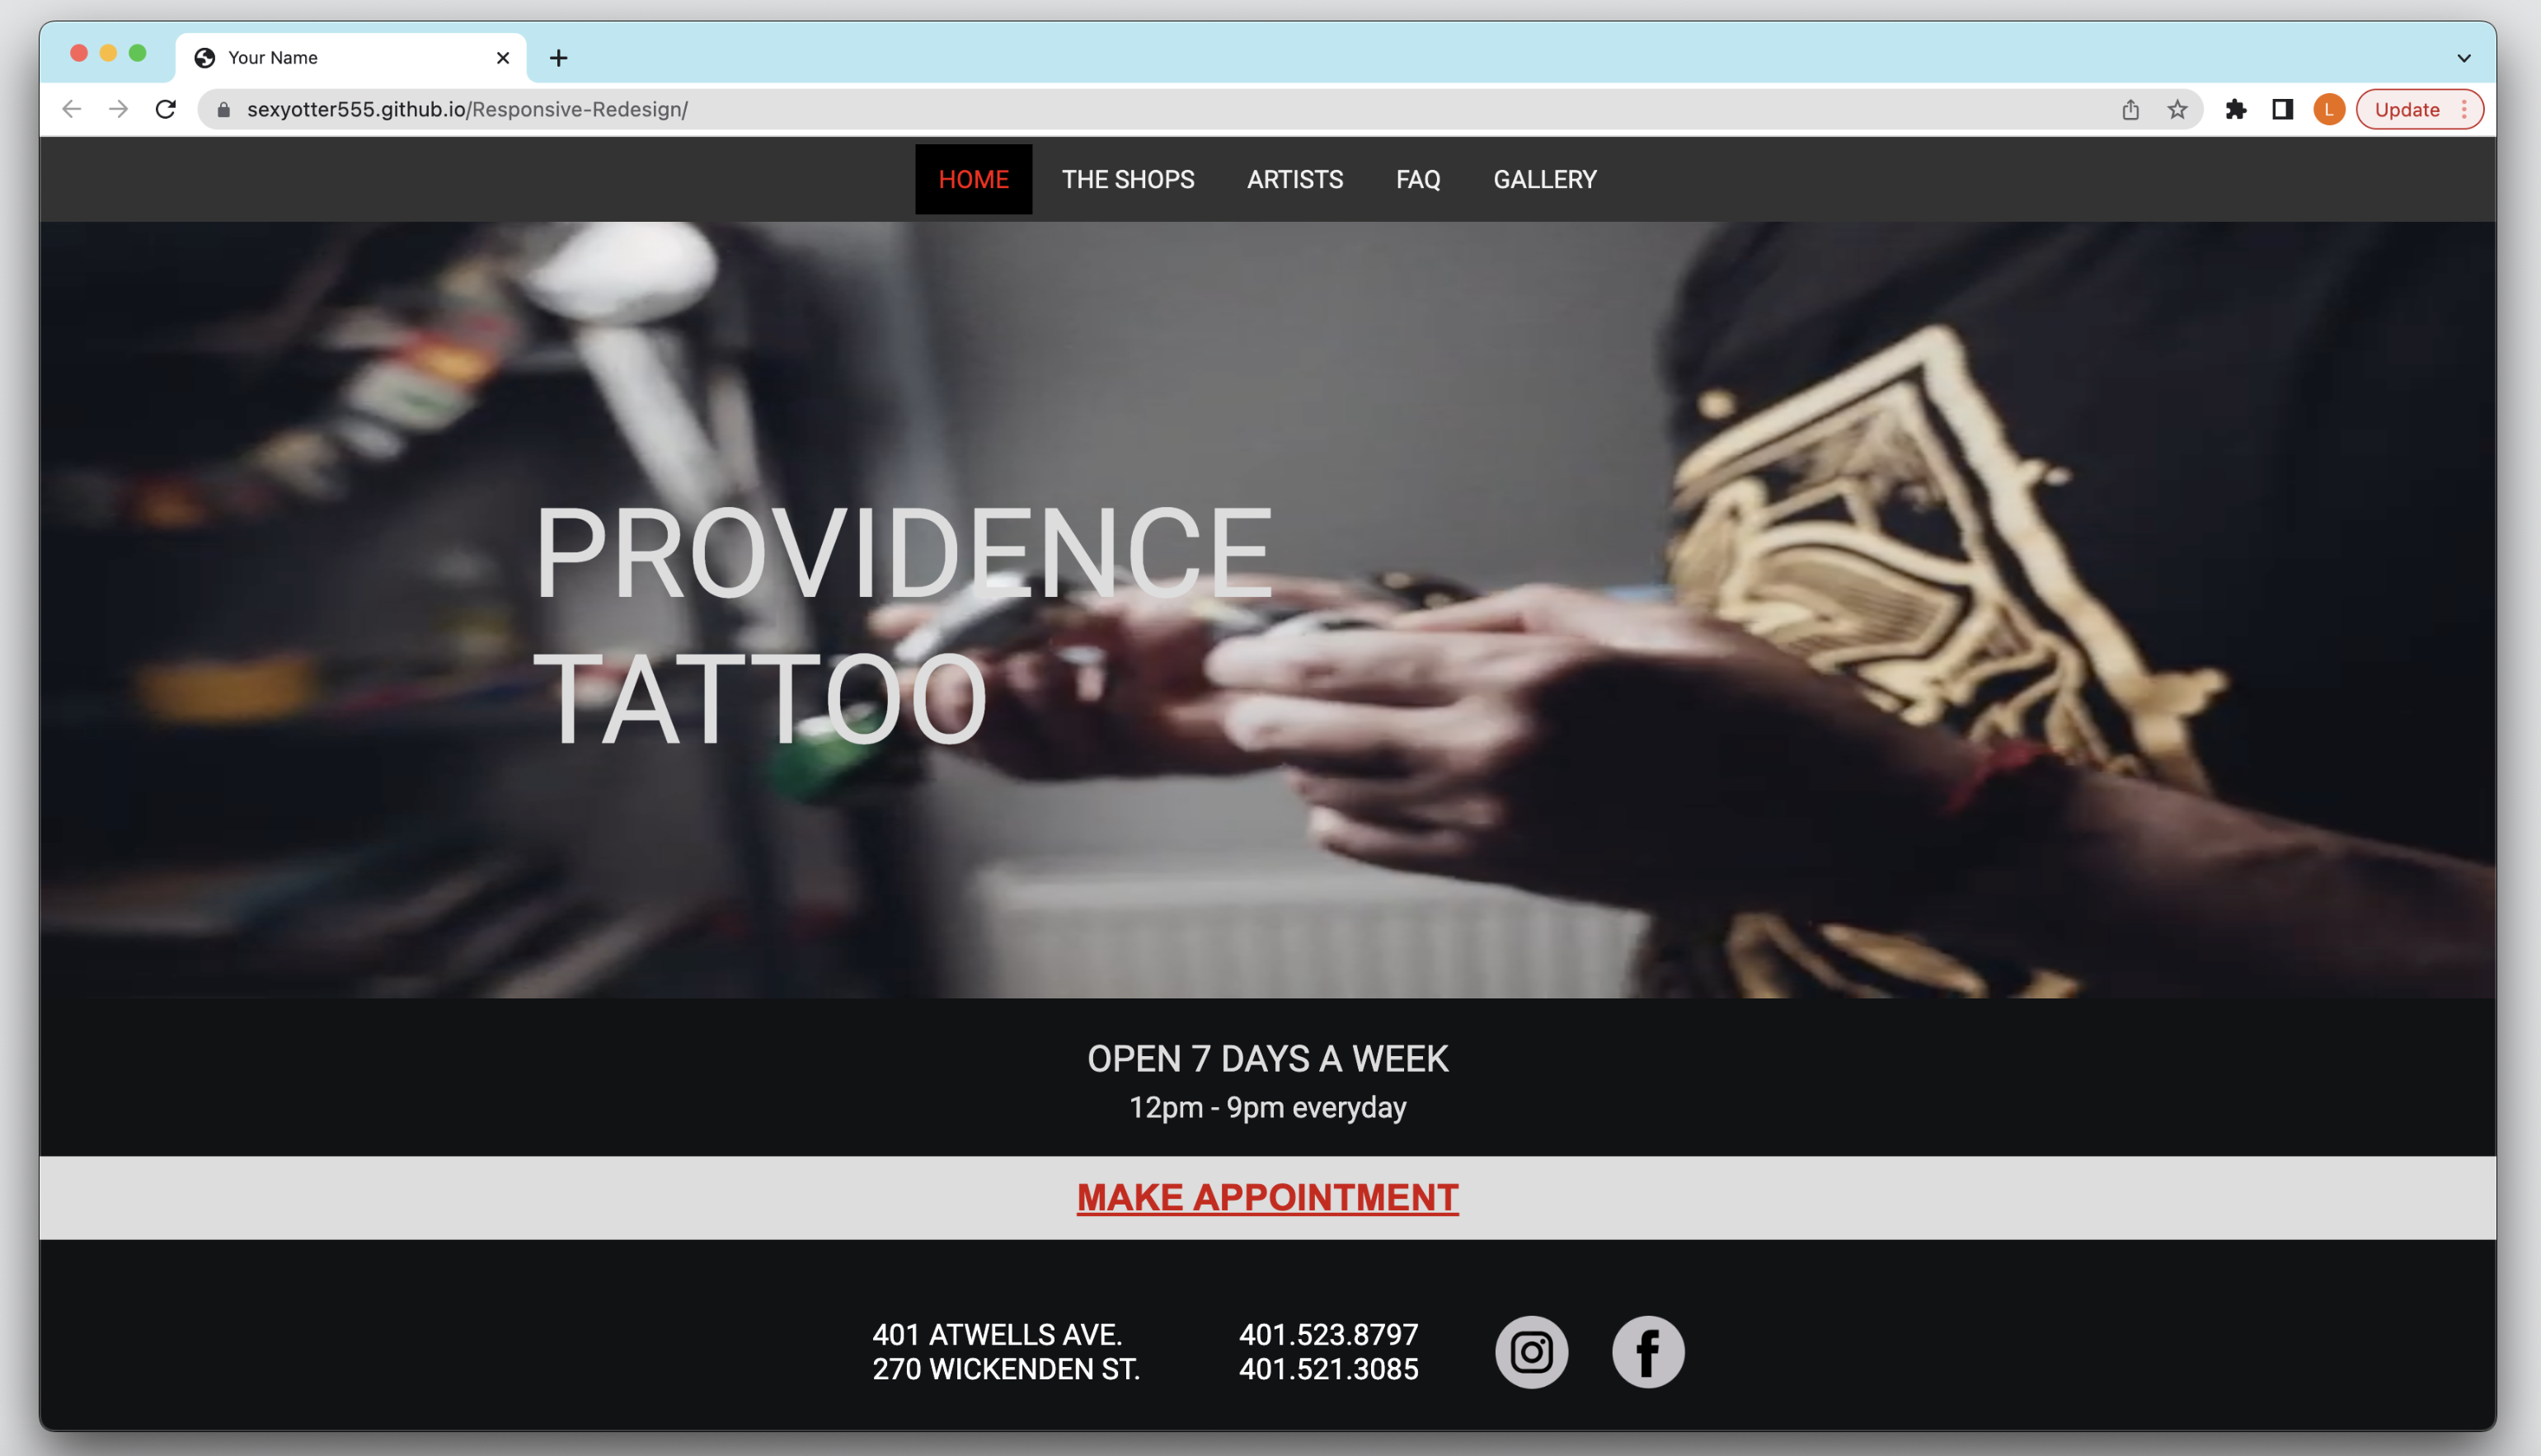 Your Name
sexyotter555.github.io/Responsive-Redesign/
L
Update
HOME THE SHOPS ARTISTS FAQ GALLERY
PROVIDENCE
TATTOO
OPEN 7 DAYS A WEEK
12pm - 9pm everyday
MAKE APPOINTMENT
401 ATWELLS AVE. 401.523.8797
270 WICKENDEN ST. 401.521.3085